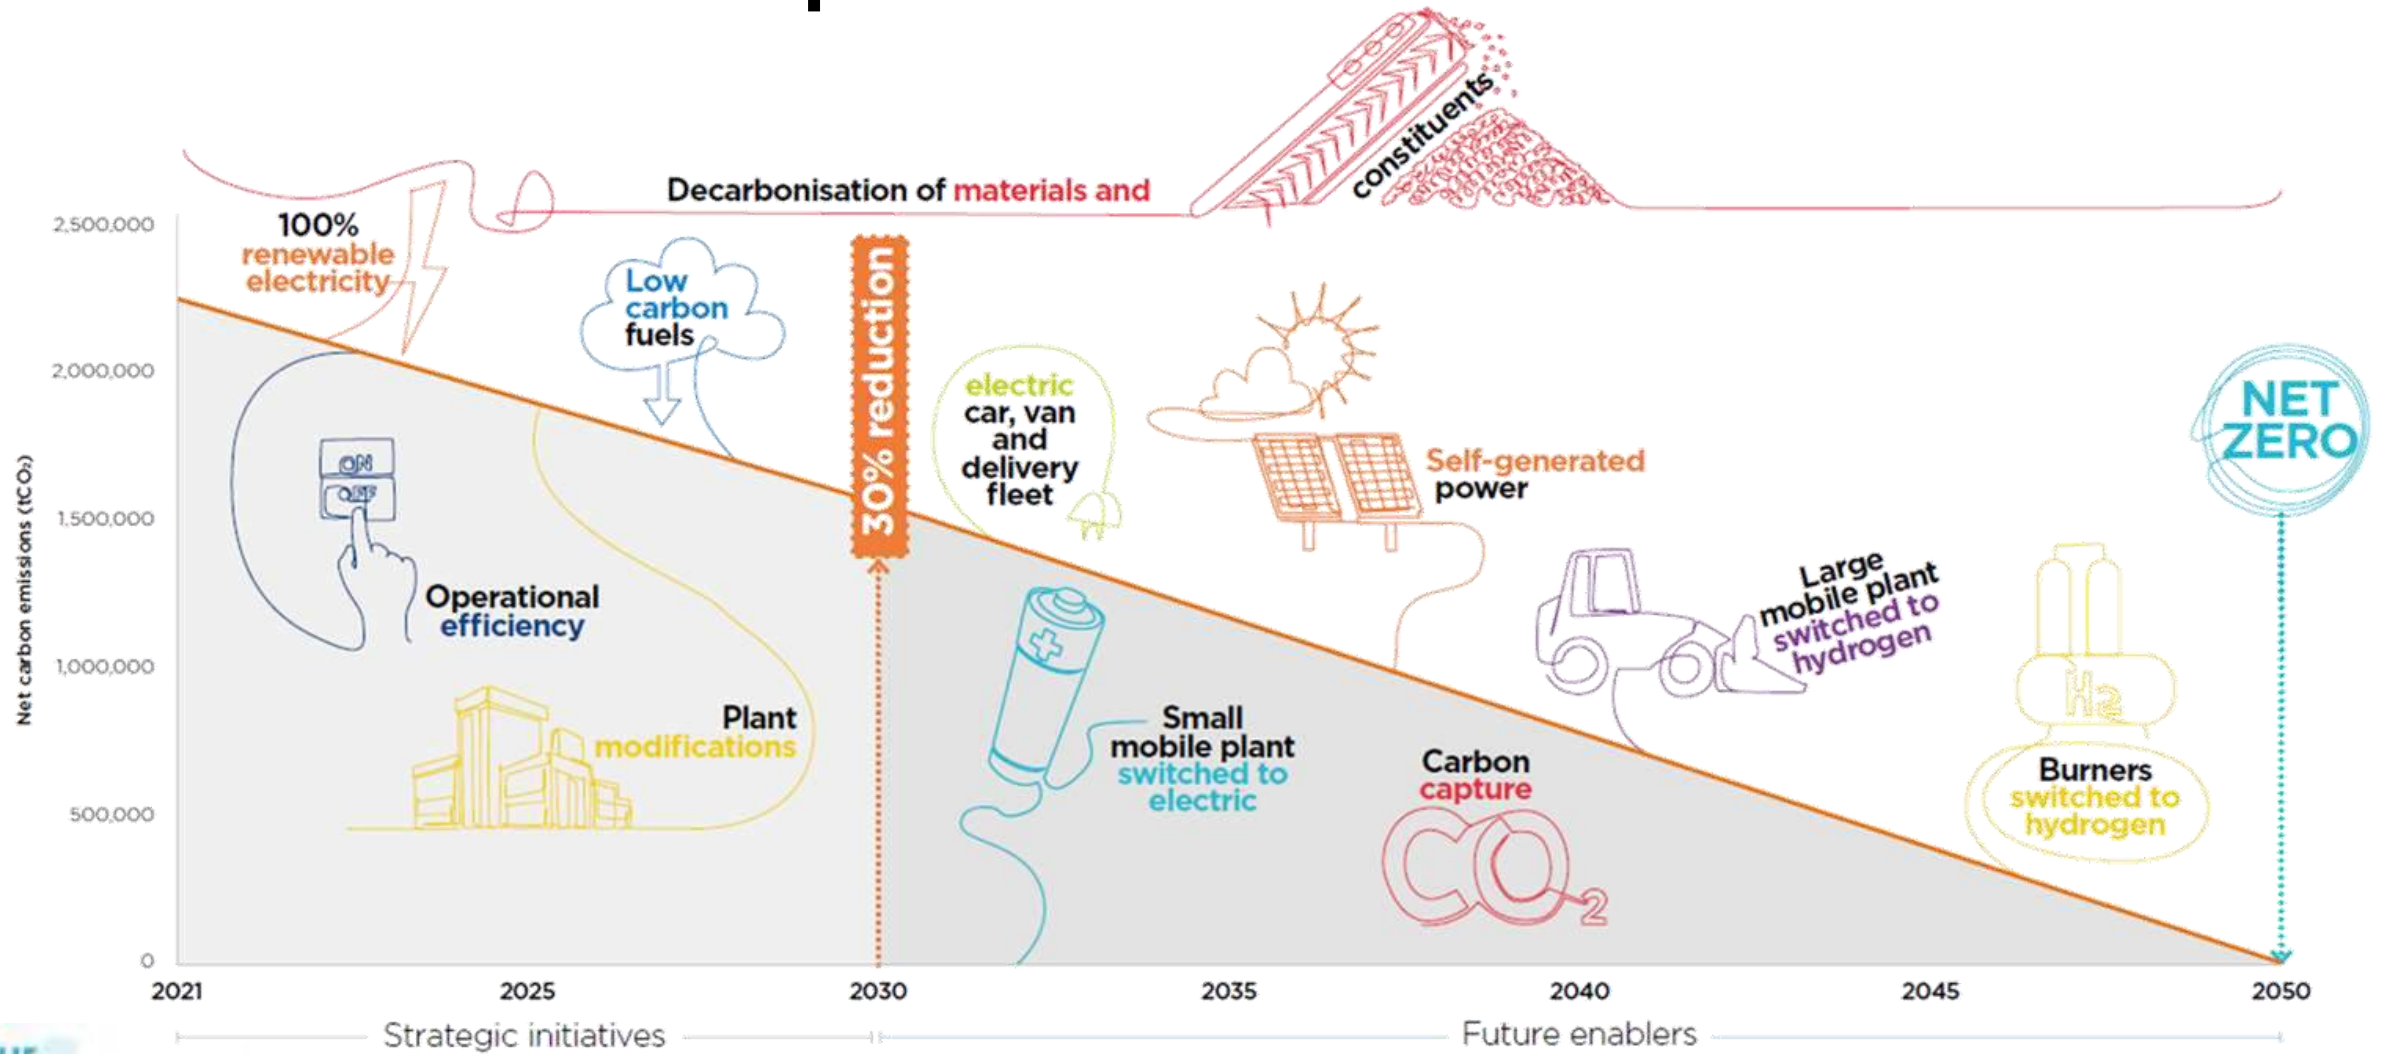 Decarbonisation of materials and
constituents
100%
renewable
electricity
Low
carbon
fuels
30% reduction
electric
car, van
and
delivery
fleet
Self-generated
power
NET
ZERO
ON
OFF
Operational
efficiency
Plant
modifications
Small
mobile plant
switched to
electric
Carbon
capture
CO2
Large
mobile plant
switched to
hydrogen
H2
Burners
switched to
hydrogen
Net carbon emissions (tCO₂)
2,500,000
2,000,000
1,500,000
1,000,000
500,000
0
2021 2025 2030 2035 2040 2045 2050
Strategic initiatives Future enablers